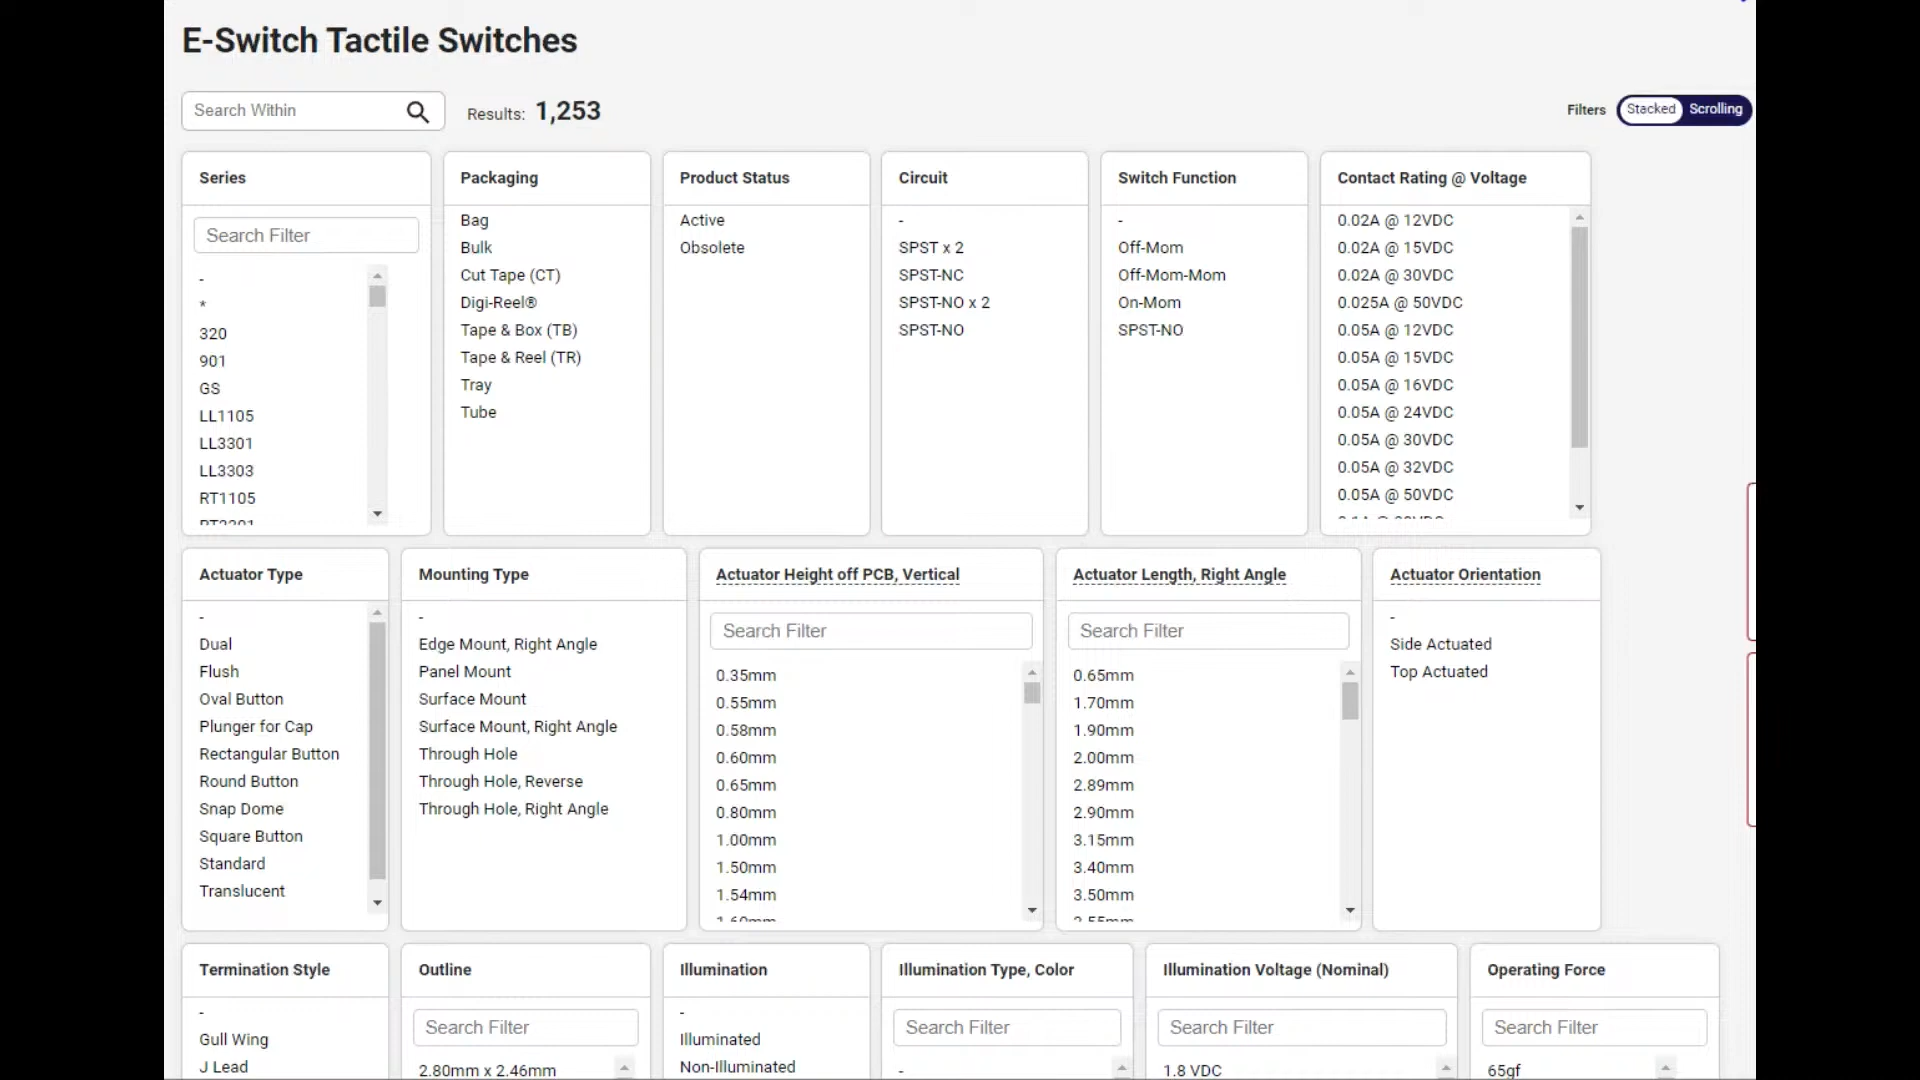 E-Switch Tactile Switches
Search Within
Results: 1,253
Filters Stacked Scrolling
Series
Search Filter
-
*
320
901
GS
LL1105
LL3301
LL3303
RT1105
Packaging
Bag
Bulk
Cut Tape (CT)
Digi-Reel®
Tape & Box (TB)
Tape & Reel (TR)
Tray
Tube
Product Status
Active
Obsolete
Circuit
-
SPST x 2
SPST-NC
SPST-NO x 2
SPST-NO
Switch Function
-
Off-Mom
Off-Mom-Mom
On-Mom
SPST-NO
Contact Rating @ Voltage
0.02A @ 12VDC
0.02A @ 15VDC
0.02A @ 30VDC
0.025A @ 50VDC
0.05A @ 12VDC
0.05A @ 15VDC
0.05A @ 16VDC
0.05A @ 24VDC
0.05A @ 30VDC
0.05A @ 32VDC
0.05A @ 50VDC
Actuator Type
-
Dual
Flush
Oval Button
Plunger for Cap
Rectangular Button
Round Button
Snap Dome
Square Button
Standard
Translucent
Mounting Type
-
Edge Mount, Right Angle
Panel Mount
Surface Mount
Surface Mount, Right Angle
Through Hole
Through Hole, Reverse
Through Hole, Right Angle
Actuator Height off PCB, Vertical
Search Filter
0.35mm
0.55mm
0.58mm
0.60mm
0.65mm
0.80mm
1.00mm
1.50mm
1.54mm
Actuator Length, Right Angle
Search Filter
0.65mm
1.70mm
1.90mm
2.00mm
2.89mm
2.90mm
3.15mm
3.40mm
3.50mm
Actuator Orientation
-
Side Actuated
Top Actuated
Termination Style
-
Gull Wing
J Lead
Outline
Search Filter
2.80mm x 2.46mm
Illumination
-
Illuminated
Non-Illuminated
Illumination Type, Color
Search Filter
-
Illumination Voltage (Nominal)
Search Filter
1.8 VDC
Operating Force
Search Filter
65gf